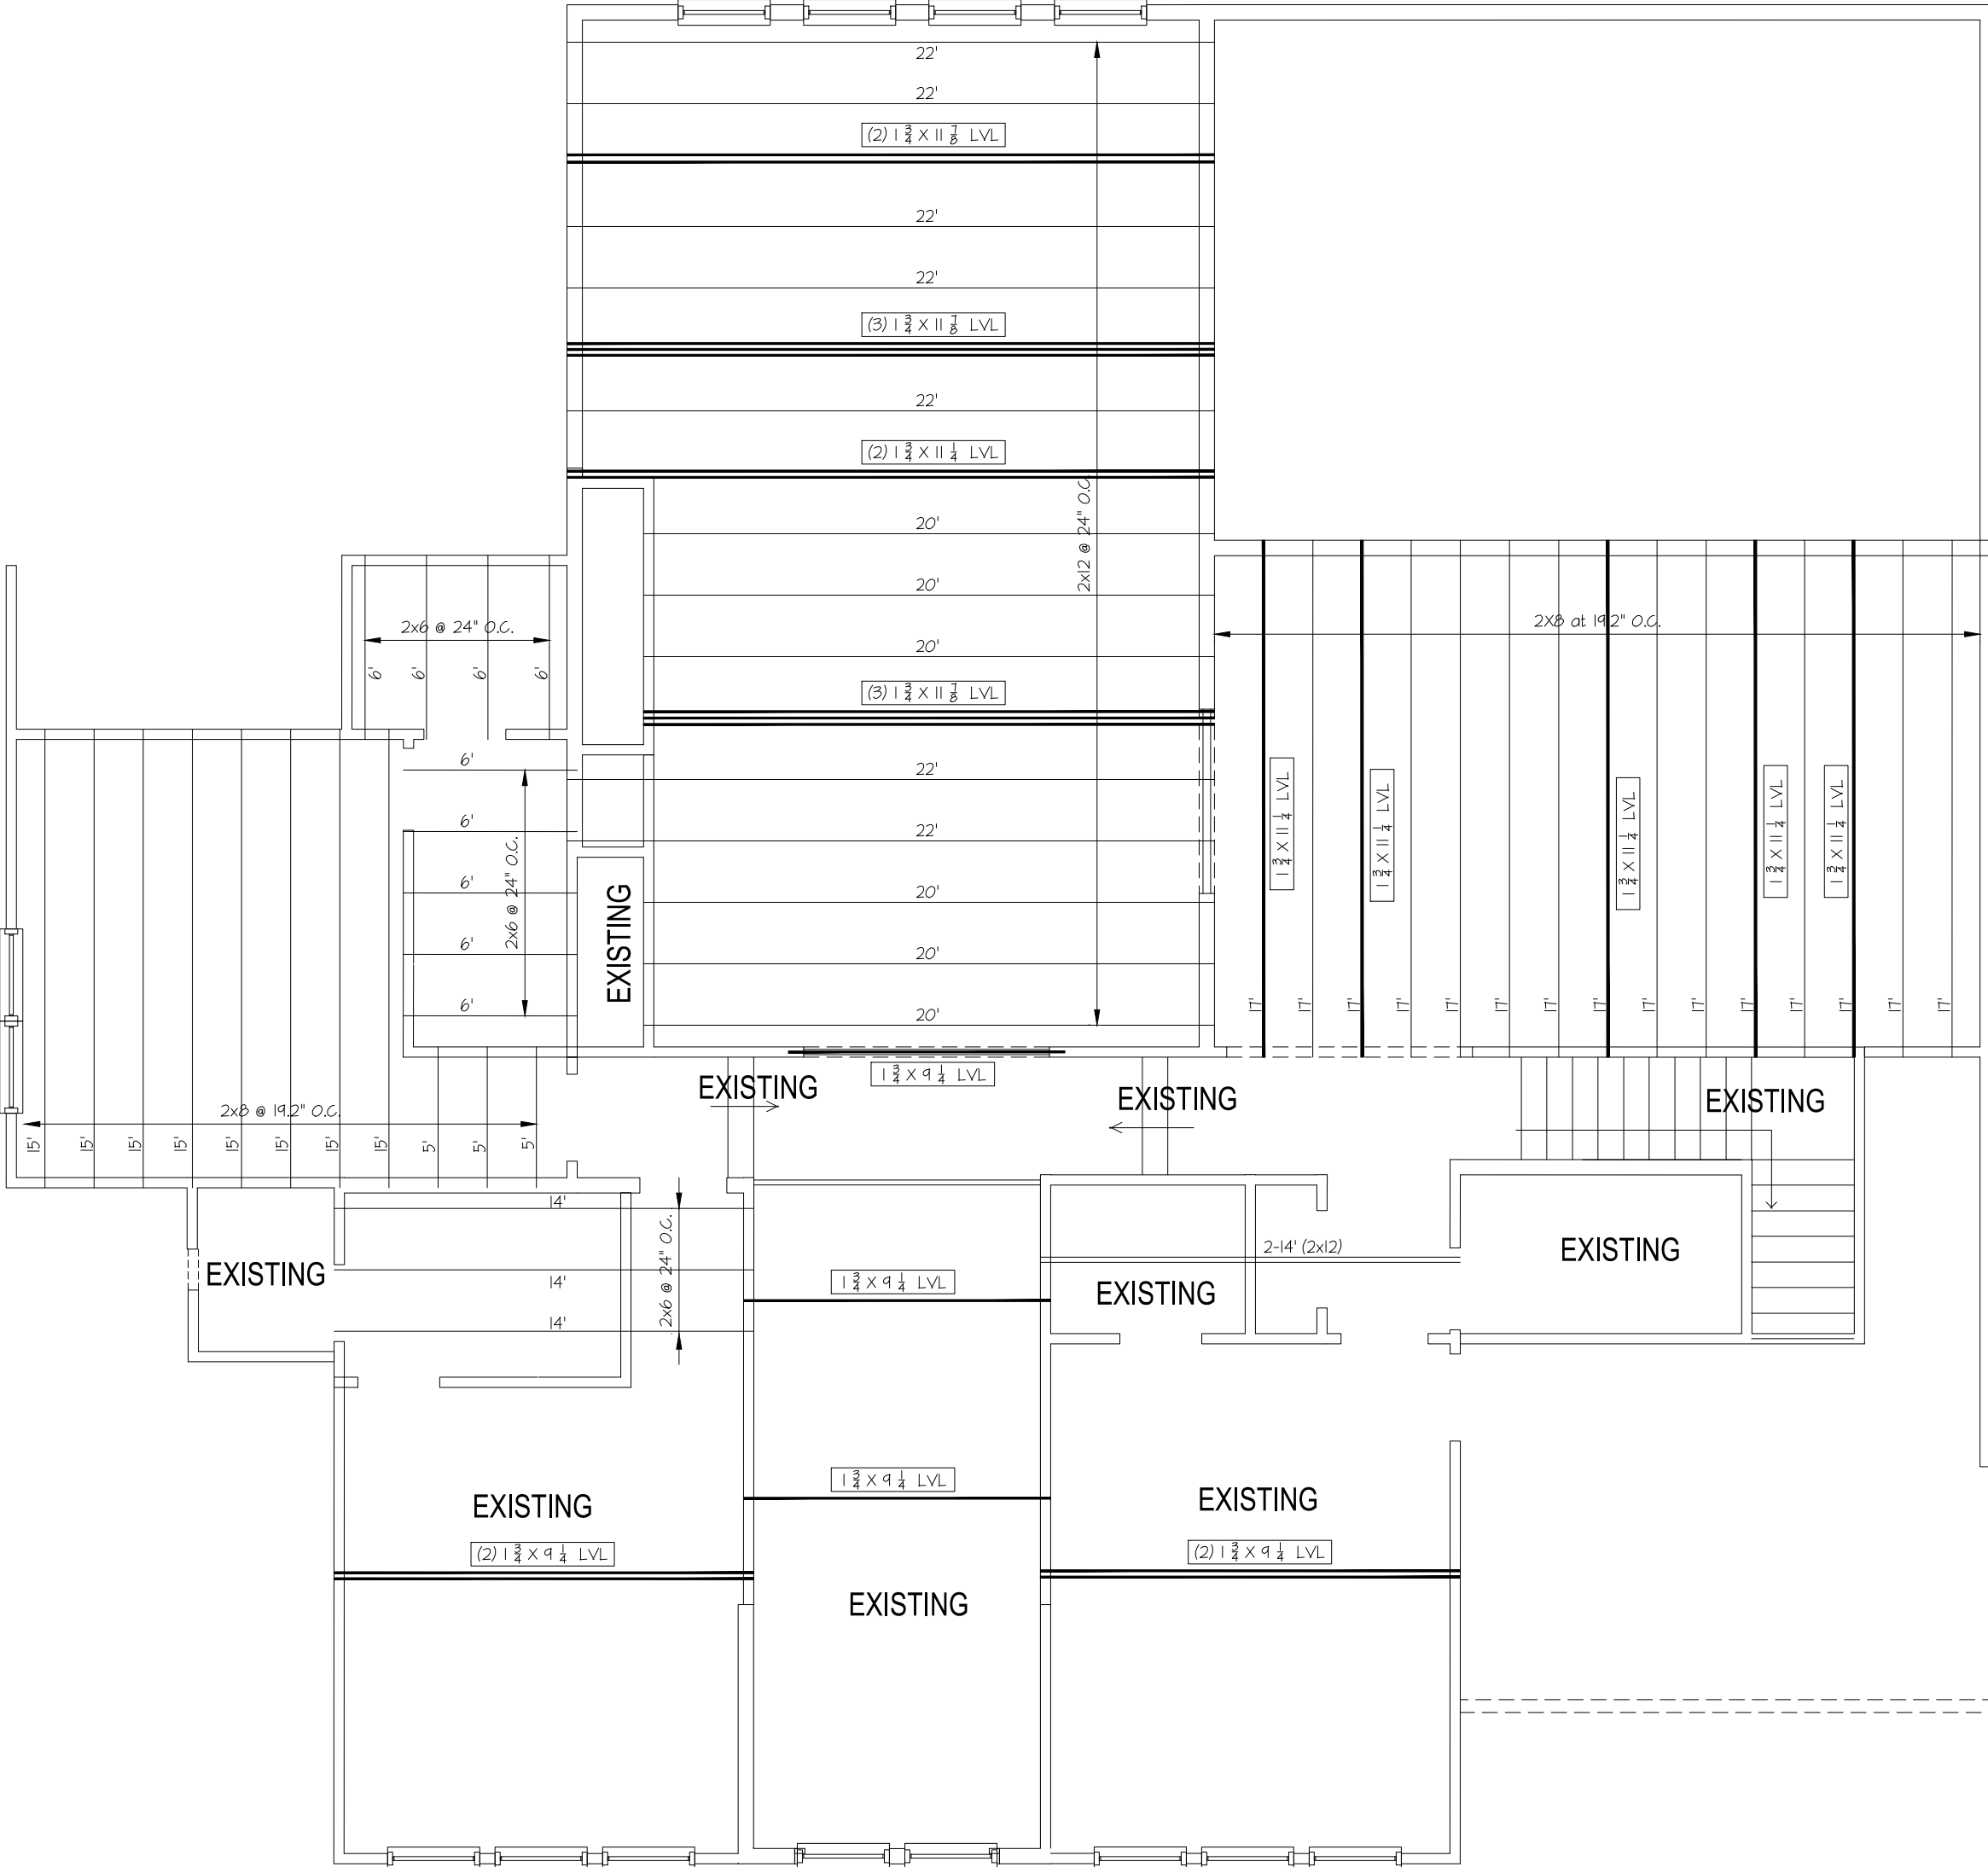 22'
22'
(2) 1 3/4 X 11 7/8 LVL
22'
22'
(3) 1 3/4 X 11 7/8 LVL
22'
(2) 1 3/4 X 11 1/4 LVL
20'
20'
20'
(3) 1 3/4 X 11 7/8 LVL
22'
22'
20'
20'
20'
2x12 @ 24" O.C.
1 3/4 X 9 1/4 LVL
2x6 @ 24" O.C.
6'
6'
6'
6'
6'
6'
6'
6'
6'
2x6 @ 24" O.C.
EXISTING
2X8 at 19.2" O.C.
1 3/4 X 11 1/4 LVL
1 3/4 X 11 1/4 LVL
1 3/4 X 11 1/4 LVL
1 3/4 X 11 1/4 LVL
1 3/4 X 11 1/4 LVL
17'
17'
17'
17'
17'
17'
17'
17'
17'
17'
17'
17'
17'
17'
15
2x8 @ 19.2" O.C.
15'
15'
15'
15'
15'
15'
15'
15'
5'
5'
5'
EXISTING
EXISTING
EXISTING
14'
14'
14'
2x6 @ 24" O.C.
EXISTING
1 3/4 X 9 1/4 LVL
2-14' (2x12)
EXISTING
EXISTING
1 3/4 X 9 1/4 LVL
EXISTING
EXISTING
(2) 1 3/4 X 9 1/4 LVL
(2) 1 3/4 X 9 1/4 LVL
EXISTING